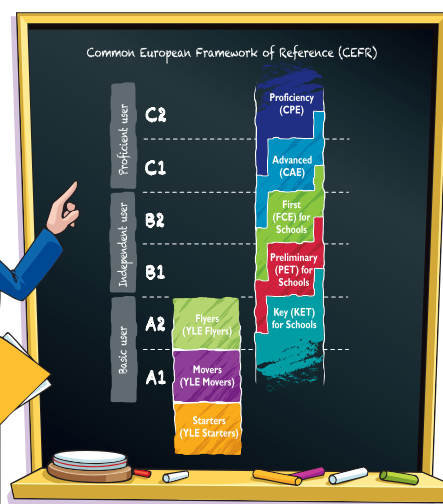 Common European Framework of Reference (CEFR)
Proficient user
C2
Proficiency
(CPE)
C1
Advanced
(CAE)
Independent user
B2
First
(FCE) for
Schools
B1
Preliminary
(PET) for
Schools
Basic user
A2
Flyers
(YLE Flyers)
Key (KET)
for Schools
A1
Movers
(YLE Movers)
Starters
(YLE Starters)